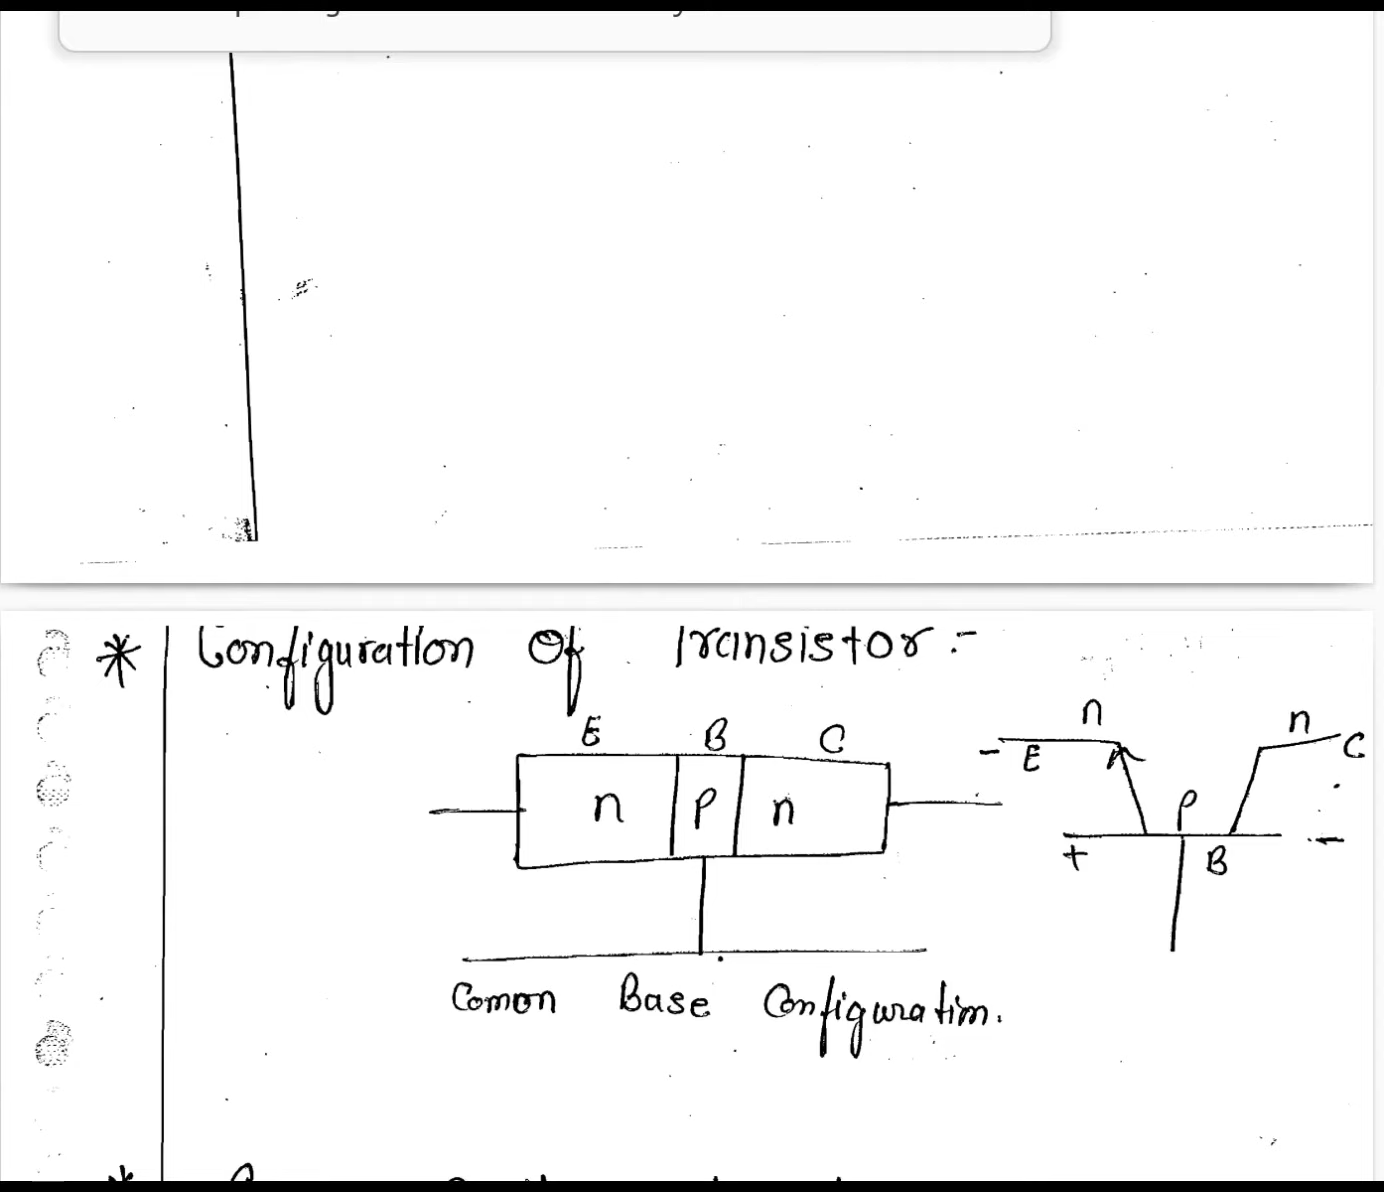 * Configuration Of Transistor :-
E B C
n p n
n n
- E C
p
+ B -
Comon Base Configuration.